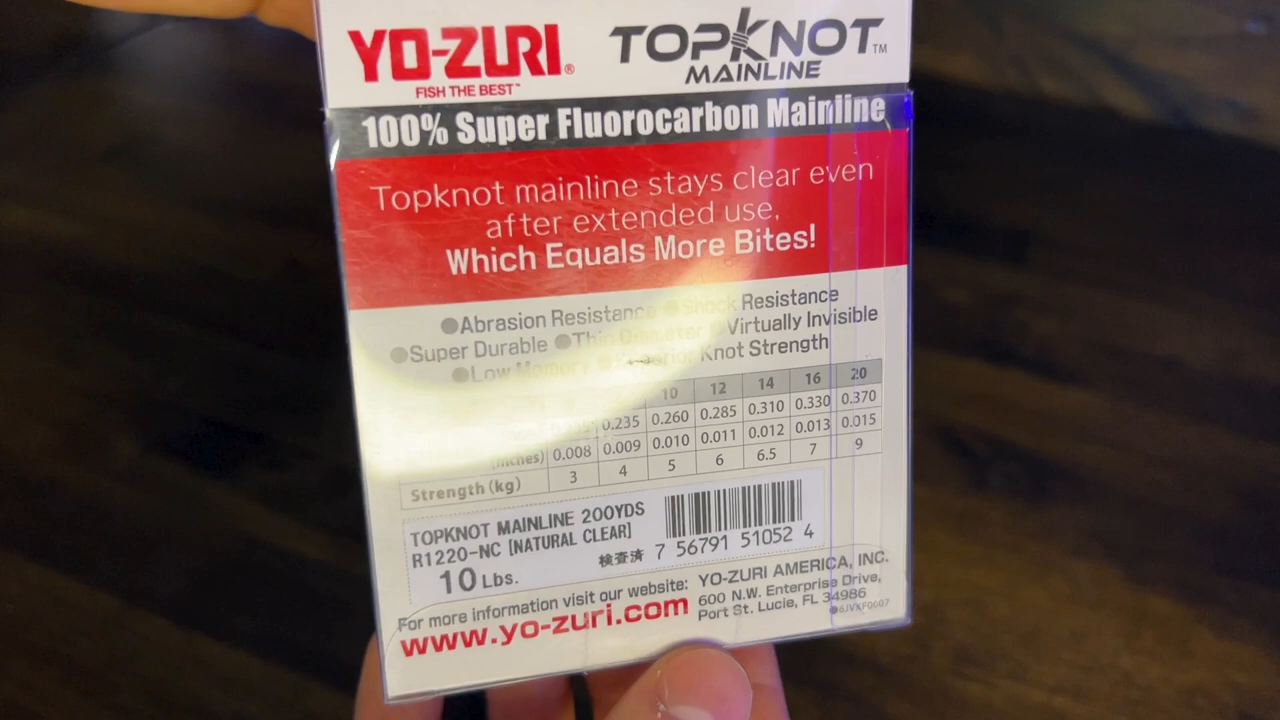 YO-ZURI®
FISH THE BEST™
TOPKNOT™
MAINLINE
100% Super Fluorocarbon Mainline
Topknot mainline stays clear even
after extended use,
Which Equals More Bites!
●Abrasion Resistance ●Shock Resistance
●Super Durable ●Thin Diameter ●Virtually Invisible
●Low Memory ●Superior Knot Strength
10 12 14 16 20
0.235 0.260 0.285 0.310 0.330 0.370
(inches) 0.008 0.009 0.010 0.011 0.012 0.013 0.015
Strength (kg) 3 4 5 6 6.5 7 9
TOPKNOT MAINLINE 200YDS
R1220-NC [NATURAL CLEAR]
10 Lbs.
検査済
7 56791 51052 4
For more information visit our website:
www.yo-zuri.com
YO-ZURI AMERICA, INC.
600 N.W. Enterprise Drive,
Port St. Lucie, FL 34986